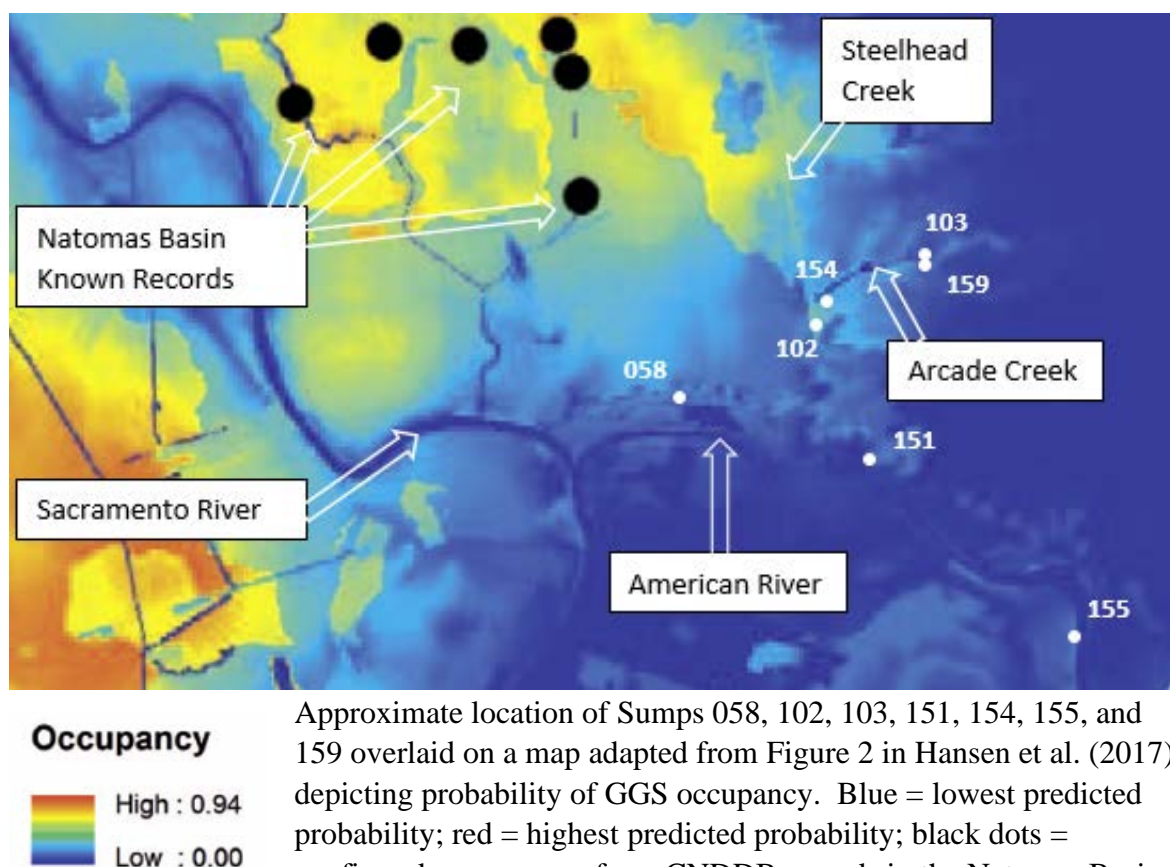 Steelhead
Creek
Natomas Basin
Known Records
103
154
159
102
Arcade Creek
058
151
Sacramento River
American River
155
Occupancy
High : 0.94
Low : 0.00
Approximate location of Sumps 058, 102, 103, 151, 154, 155, and
159 overlaid on a map adapted from Figure 2 in Hansen et al. (2017)
depicting probability of GGS occupancy. Blue = lowest predicted
probability; red = highest predicted probability; black dots =